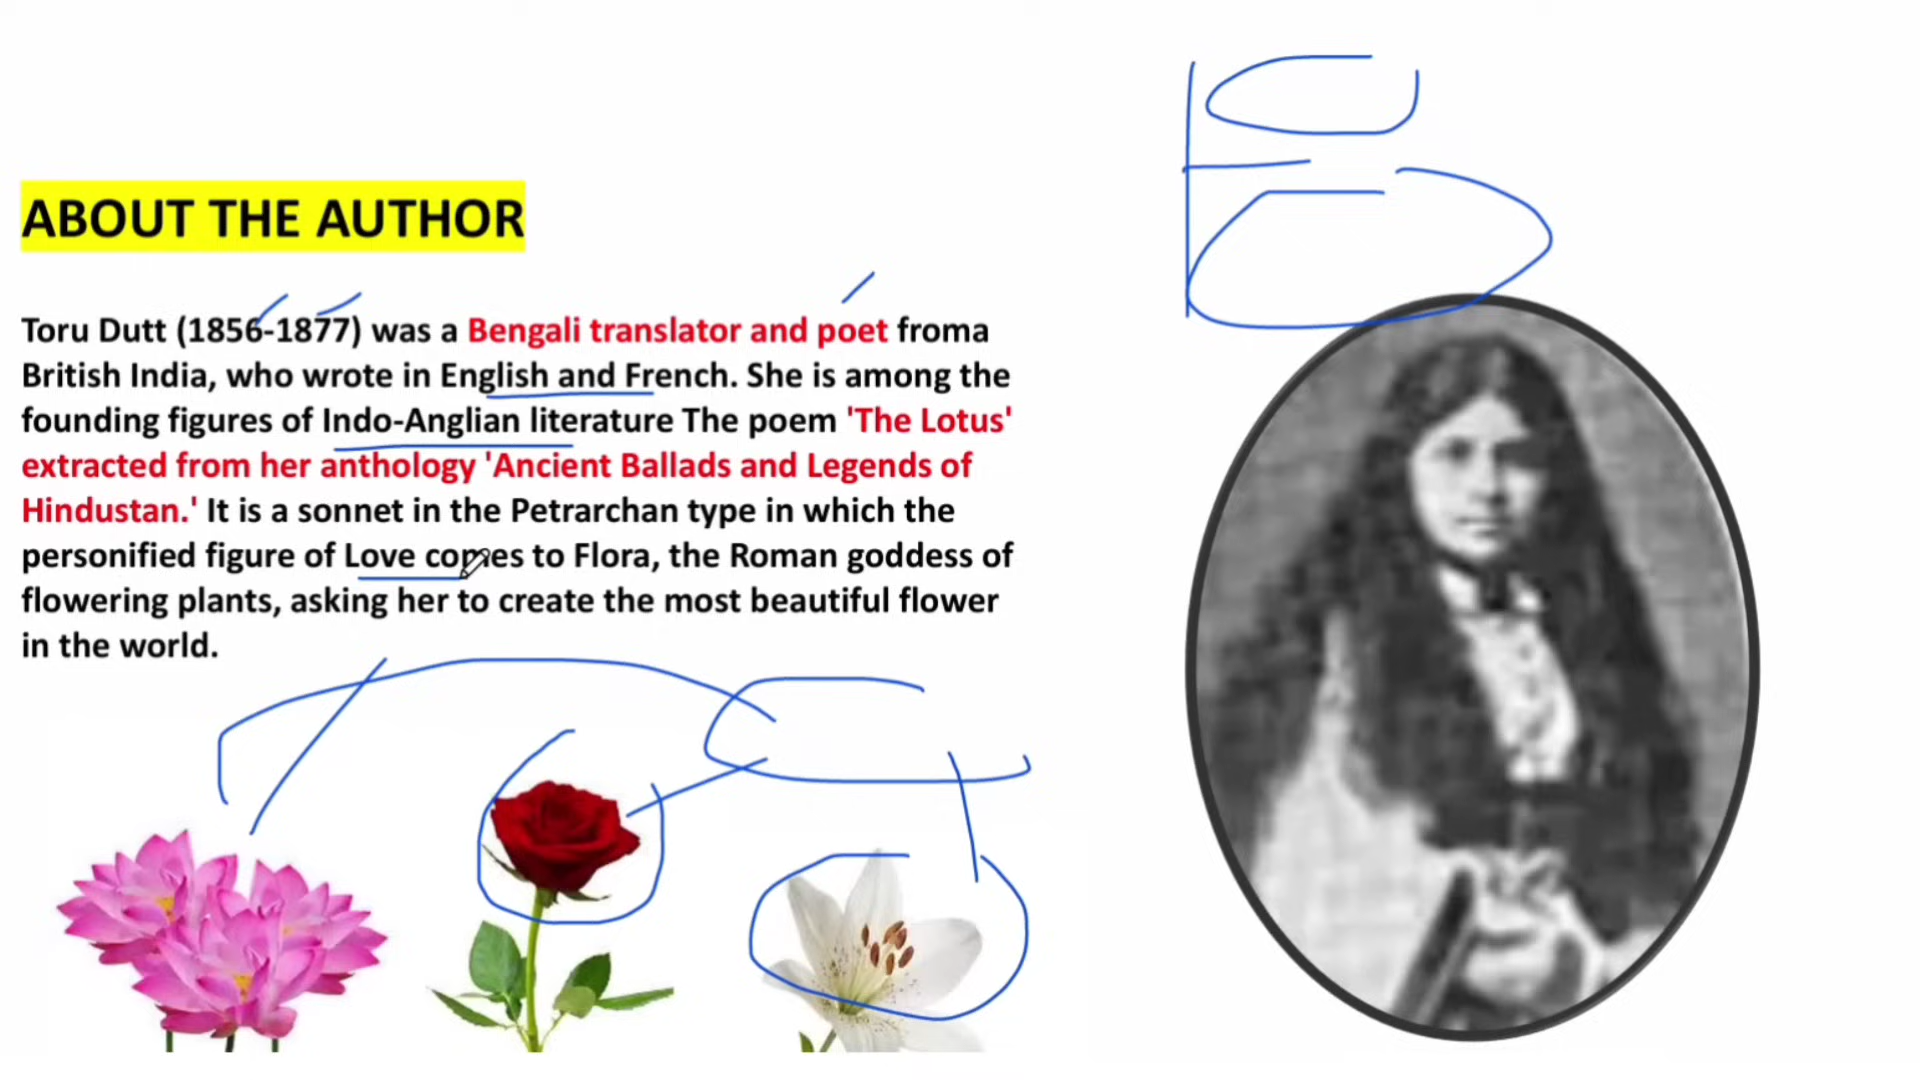 ABOUT THE AUTHOR
Toru Dutt (1856-1877) was a Bengali translator and poet froma
British India, who wrote in English and French. She is among the
founding figures of Indo-Anglian literature The poem 'The Lotus'
extracted from her anthology 'Ancient Ballads and Legends of
Hindustan.' It is a sonnet in the Petrarchan type in which the
personified figure of Love comes to Flora, the Roman goddess of
flowering plants, asking her to create the most beautiful flower
in the world.